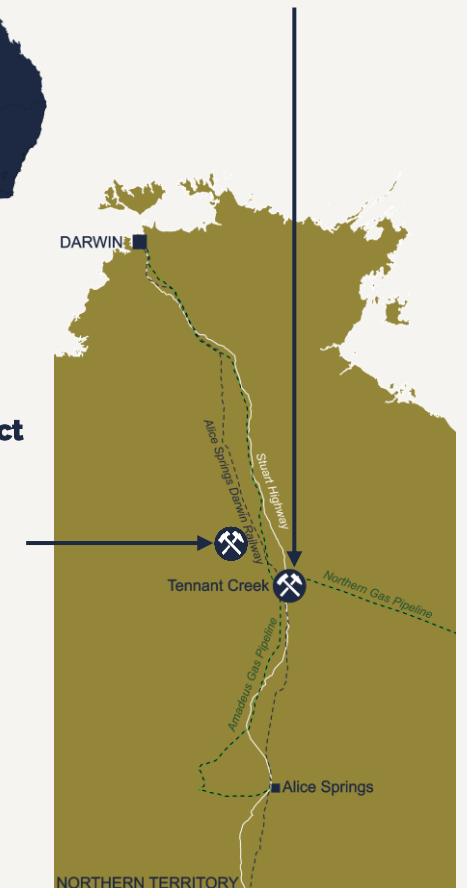 DARWIN
ct
Alice Springs Darwin Railway
Stuart Highway
Tennant Creek
Northern Gas Pipeline
Amadeus Gas Pipeline
Alice Springs
NORTHERN TERRITORY